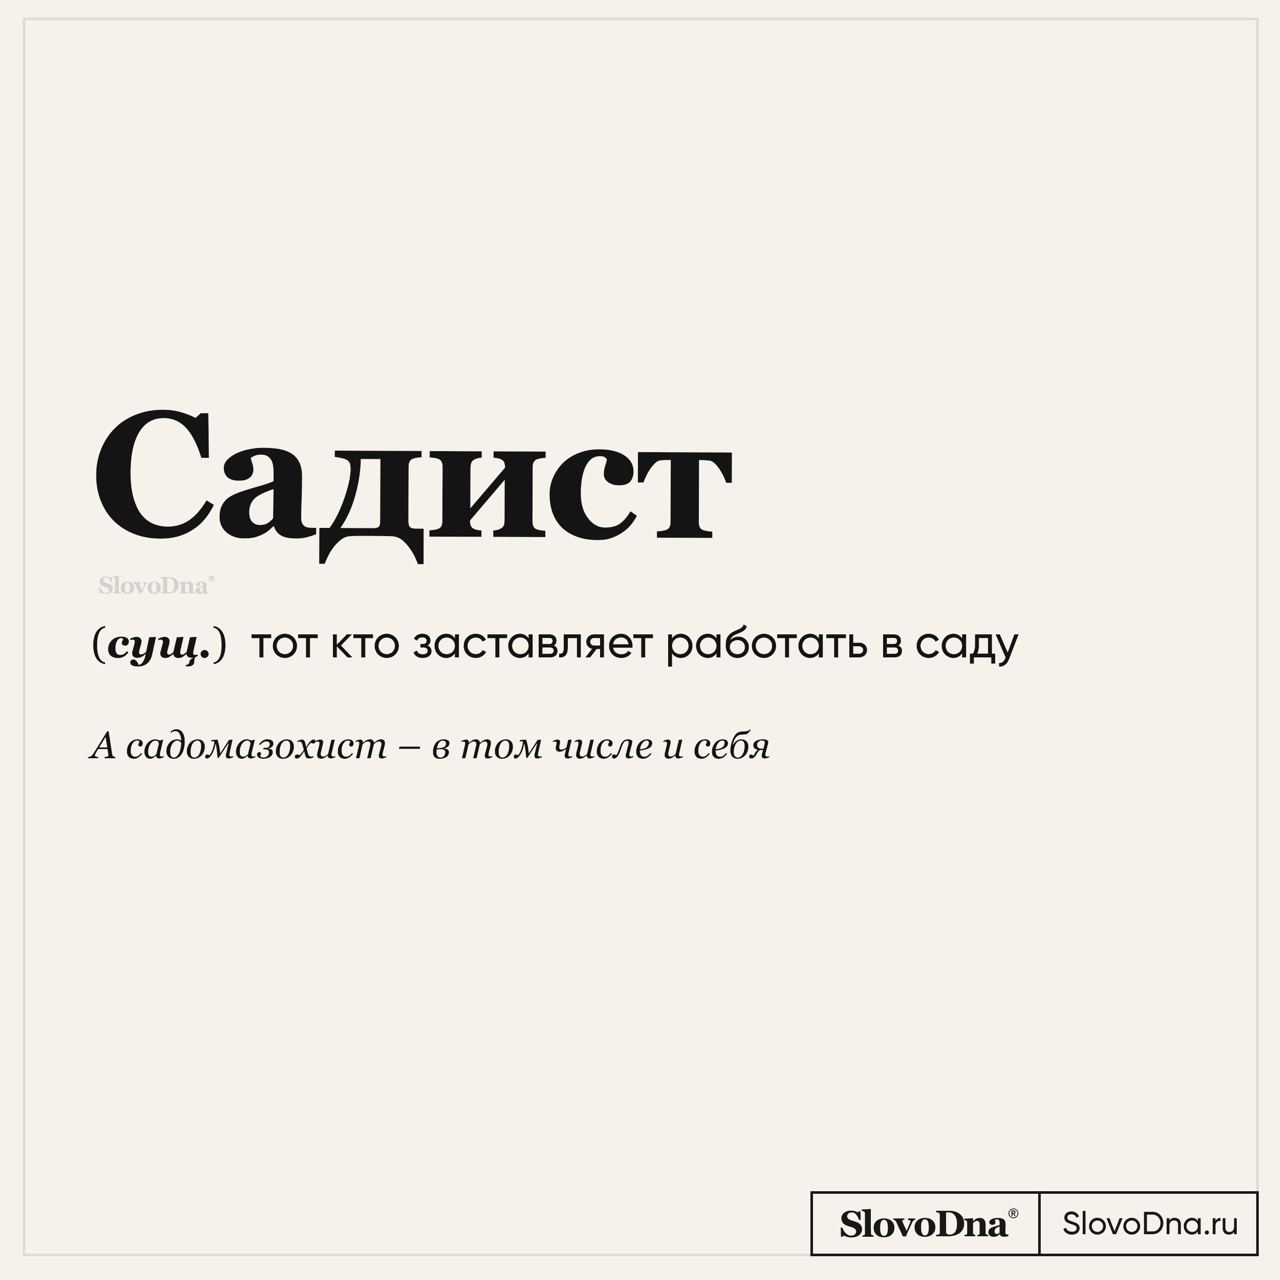 Садист
SlovoDna®
(сущ.) тот кто заставляет работать в саду
А садомазохист – в том числе и себя
SlovoDna® SlovoDna.ru